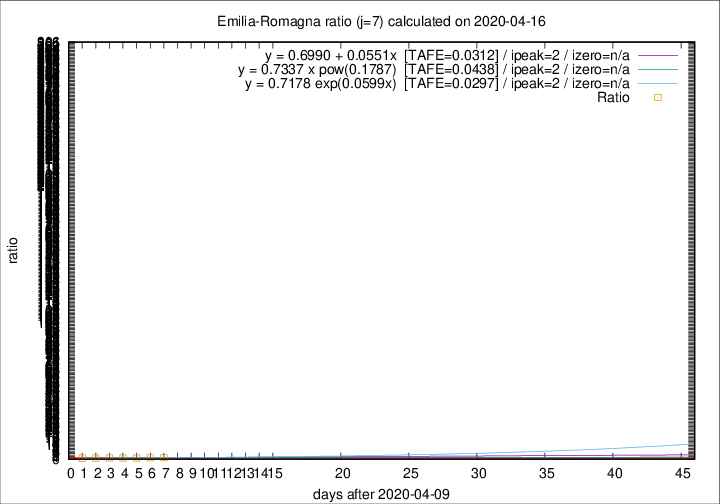 Emilia-Romagna ratio (j=7) calculated on 2020-04-16
y = 0.6990 + 0.0551x [TAFE=0.0312] / ipeak=2 / izero=n/a
y = 0.7337 x pow(0.1787) [TAFE=0.0438] / ipeak=2 / izero=n/a
y = 0.7178 exp(0.0599x) [TAFE=0.0297] / ipeak=2 / izero=n/a
Ratio
ratio
0 1 2 3 4 5 6 7 8 9 10 11 12 13 14 15 20 25 30 35 40 45
days after 2020-04-09